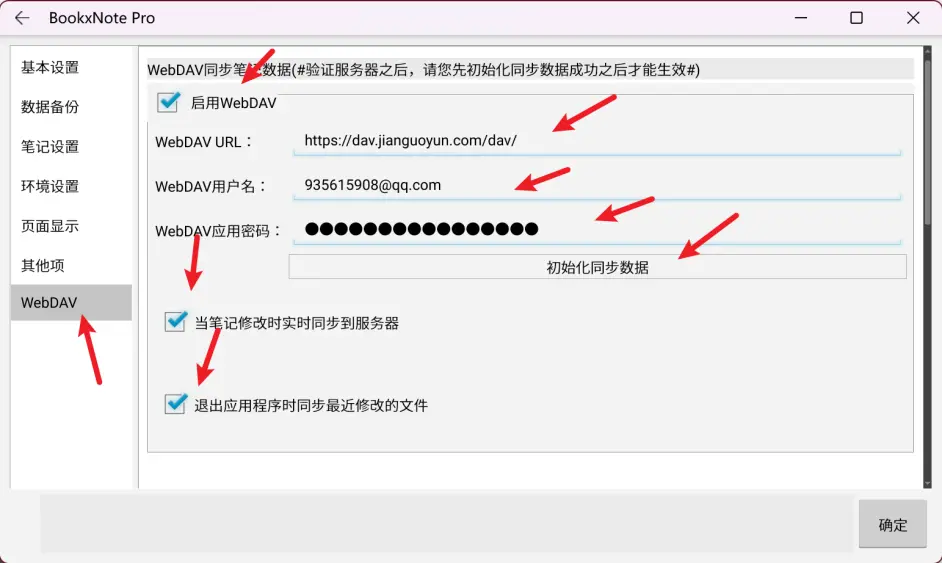 BookxNote Pro
基本设置
数据备份
笔记设置
环境设置
页面显示
其他项
WebDAV
WebDAV同步笔记数据(#验证服务器之后，请您先初始化同步数据成功之后才能生效#)
启用WebDAV
WebDAV URL：
https://dav.jianguoyun.com/dav/
WebDAV用户名：
935615908@qq.com
WebDAV应用密码：
●●●●●●●●●●●●●●●●
初始化同步数据
当笔记修改时实时同步到服务器
退出应用程序时同步最近修改的文件
确定